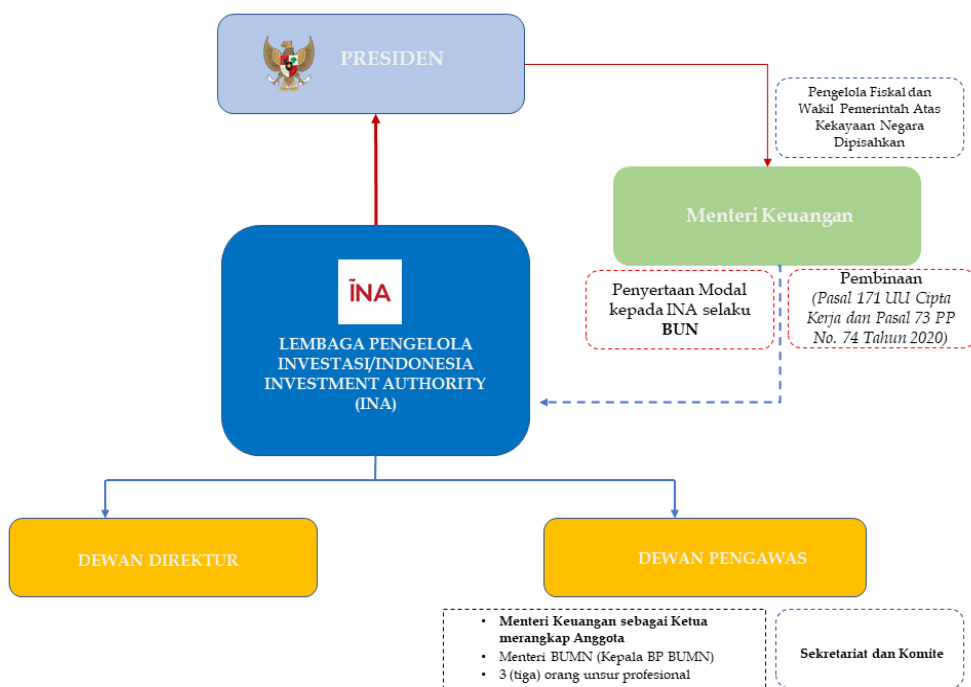 PRESIDEN
Pengelola Fiskal dan
Wakil Pemerintah Atas
Kekayaan Negara
Dipisahkan
Menteri Keuangan
Penyertaan Modal
kepada INA selaku
BUN
Pembinaan
(Pasal 171 UU Cipta
Kerja dan Pasal 73 PP
No. 74 Tahun 2020)
INA
LEMBAGA PENGELOLA
INVESTASI/INDONESIA
INVESTMENT AUTHORITY
(INA)
DEWAN DIREKTUR
DEWAN PENGAWAS
• Menteri Keuangan sebagai Ketua
merangkap Anggota
• Menteri BUMN (Kepala BP BUMN)
• 3 (tiga) orang unsur profesional
Sekretariat dan Komite